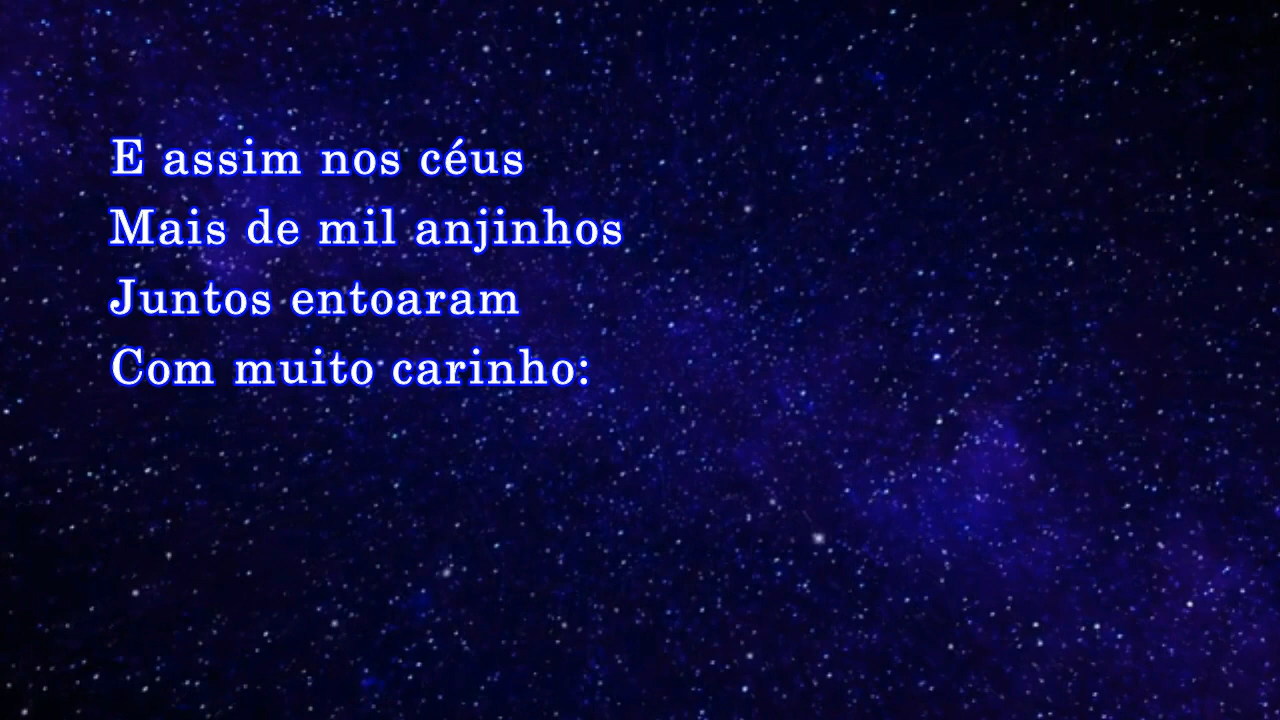 E assim nos céus
Mais de mil anjinhos
Juntos entoaram
Com muito carinho: